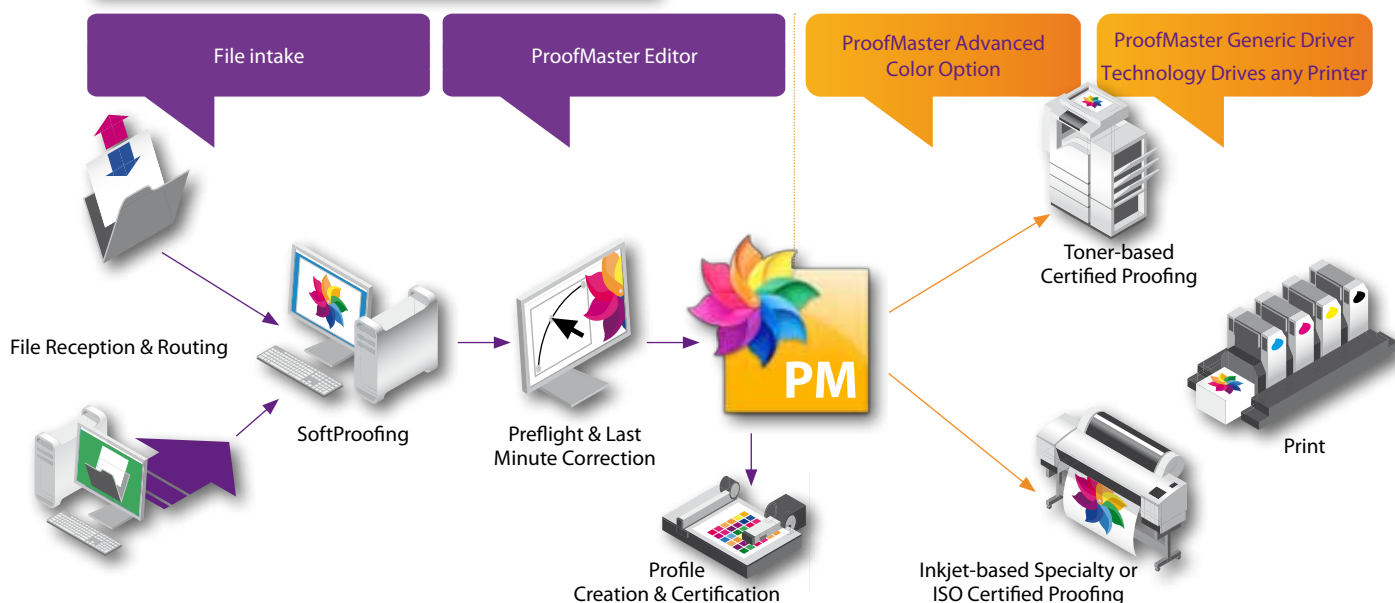 File intake
ProofMaster Editor
ProofMaster Advanced
Color Option
ProofMaster Generic Driver
Technology Drives any Printer
File Reception & Routing
SoftProofing
Preflight & Last
Minute Correction
PM
Profile
Creation & Certification
Toner-based
Certified Proofing
Print
Inkjet-based Specialty or
ISO Certified Proofing